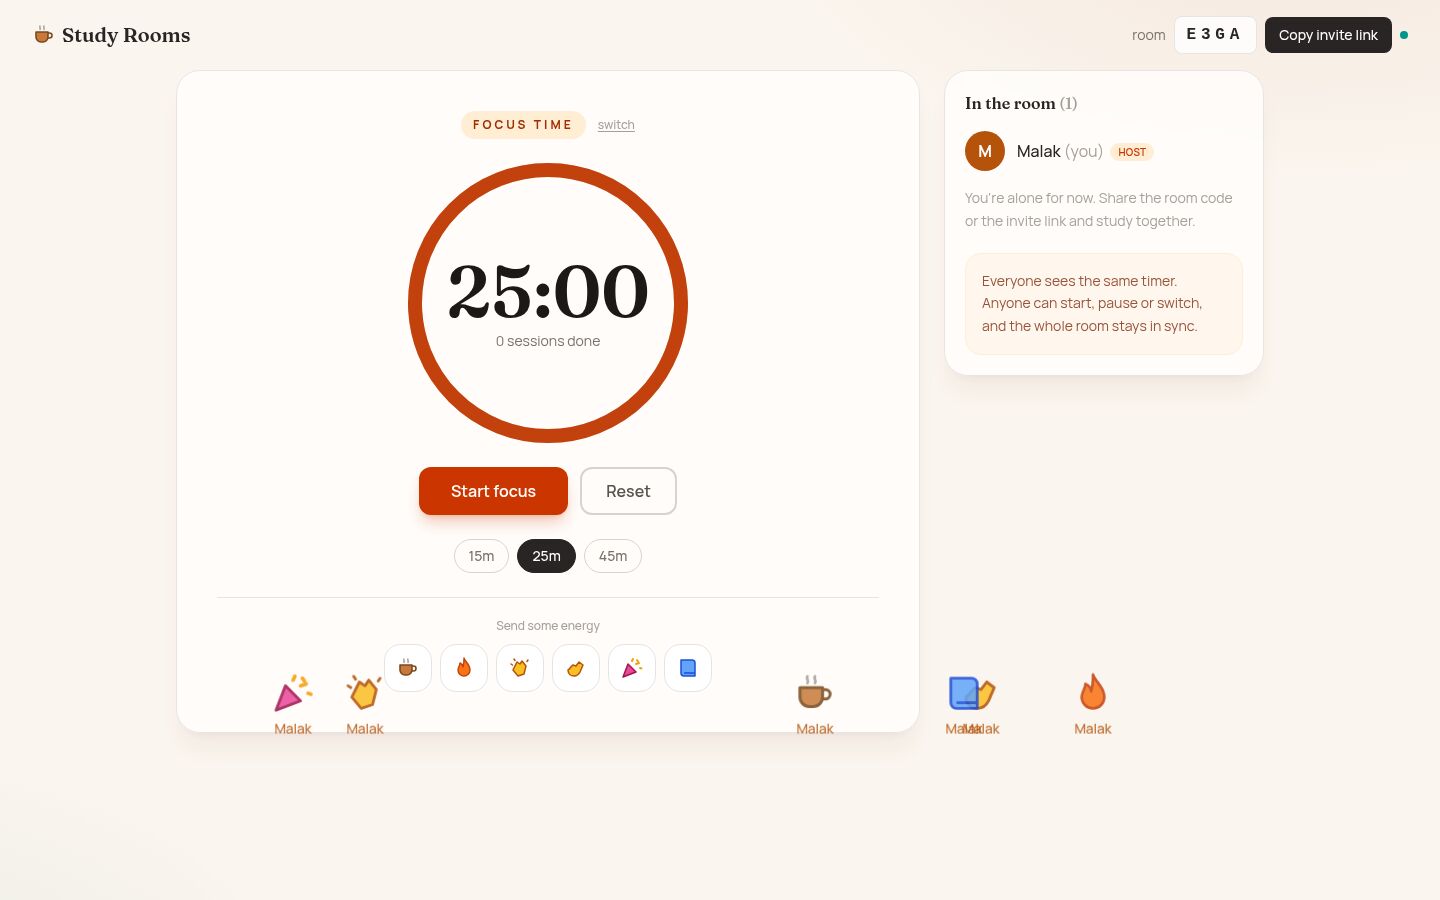 Study Rooms
room E3GA Copy invite link
FOCUS TIME switch
25:00
0 sessions done
Start focus Reset
15m 25m 45m
Send some energy
Malak Malak Malak Malak Malak Malak
In the room (1)
M Malak (you) HOST
You're alone for now. Share the room code
or the invite link and study together.
Everyone sees the same timer.
Anyone can start, pause or switch,
and the whole room stays in sync.